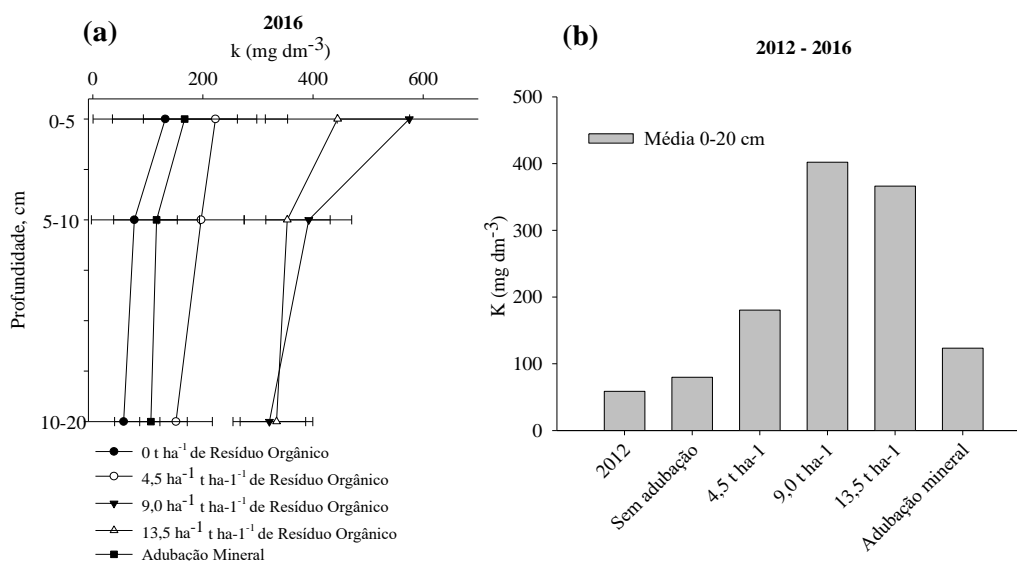 (a)
2016
k (mg dm-3)
0 200 400 600
Profundidade, cm
0-5
5-10
10-20
0 t ha-1 de Resíduo Orgânico
4,5 ha-1 t ha-1-1 de Resíduo Orgânico
9,0 ha-1 t ha-1-1 de Resíduo Orgânico
13,5 ha-1 t ha-1-1 de Resíduo Orgânico
Adubação Mineral
(b)
2012 - 2016
K (mg dm-3)
500
400
300
200
100
0
Média 0-20 cm
2012
Sem adubação
4,5 t ha-1
9,0 t ha-1
13,5 t ha-1
Adubação mineral